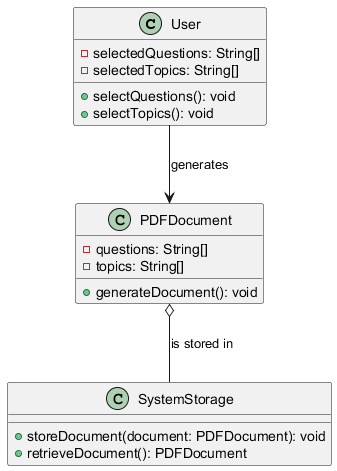 C User
selectedQuestions: String[]
selectedTopics: String[]
selectQuestions(): void
selectTopics(): void
generates
C PDFDocument
questions: String[]
topics: String[]
generateDocument(): void
is stored in
C SystemStorage
storeDocument(document: PDFDocument): void
retrieveDocument(): PDFDocument